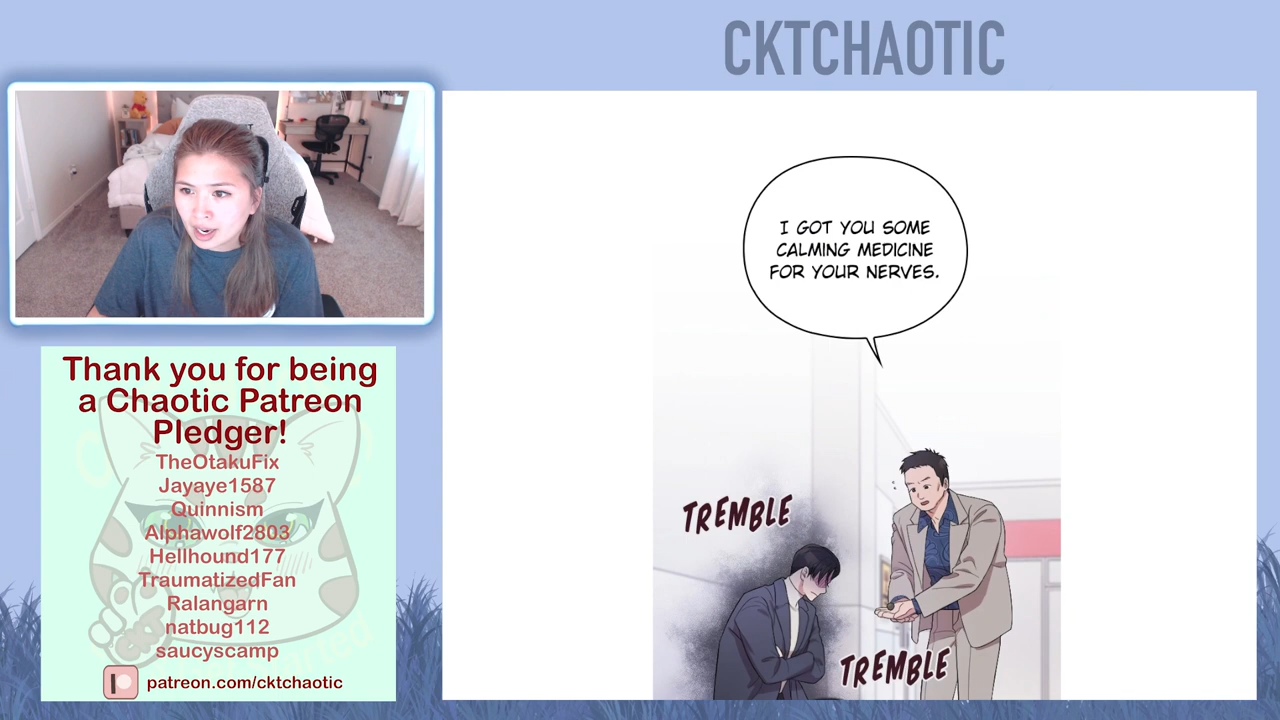 CKTCHAOTIC
I GOT YOU SOME
CALMING MEDICINE
FOR YOUR NERVES.
TREMBLE
TREMBLE
Thank you for being
a Chaotic Patreon
Pledger!
TheOtakuFix
Jayaye1587
Quinnism
Alphawolf2803
Hellhound177
TraumatizedFan
Ralangarn
natbug112
saucyscamp
patreon.com/cktchaotic